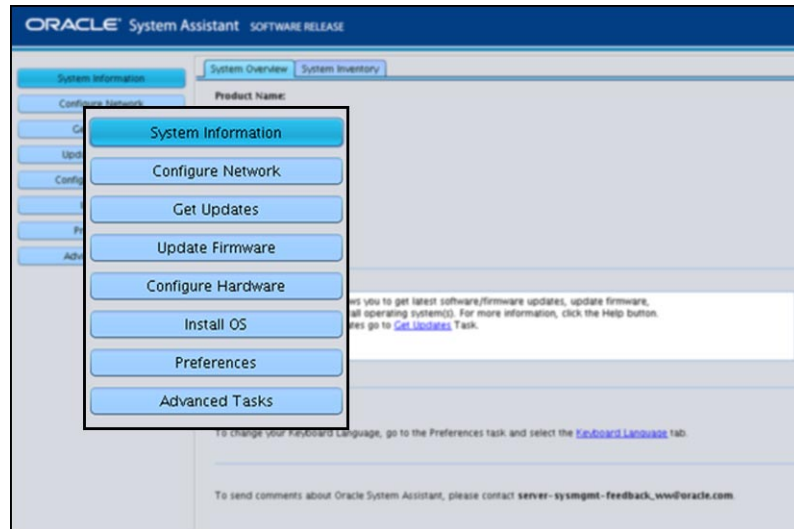 ORACLE System Assistant SOFTWARE RELEASE
System Overview System Inventory
System Information
Product Name:
Configure Network
System Information
Configure Network
Get Updates
Update Firmware
Configure Hardware
Install OS
Preferences
Advanced Tasks
ws you to get latest software/firmware updates, update firmware,
all operating system(s). For more information, click the Help button.
tes go to Get Updates Task.
To change your Keyboard Language, go to the Preferences task and select the Keyboard Language tab.
To send comments about Oracle System Assistant, please contact server-sysmgmt-feedback_ww@oracle.com.